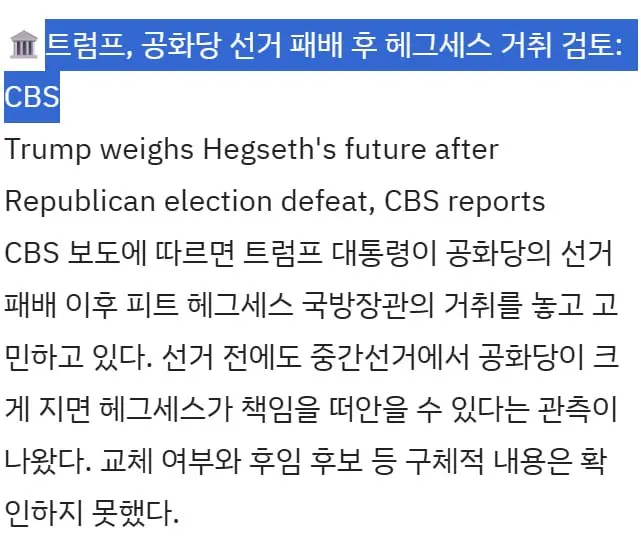 🏛️트럼프, 공화당 선거 패배 후 헤그세스 거취 검토:
CBS
Trump weighs Hegseth's future after
Republican election defeat, CBS reports
CBS 보도에 따르면 트럼프 대통령이 공화당의 선거
패배 이후 피트 헤그세스 국방장관의 거취를 놓고 고
민하고 있다. 선거 전에도 중간선거에서 공화당이 크
게 지면 헤그세스가 책임을 떠안을 수 있다는 관측이
나왔다. 교체 여부와 후임 후보 등 구체적 내용은 확
인하지 못했다.